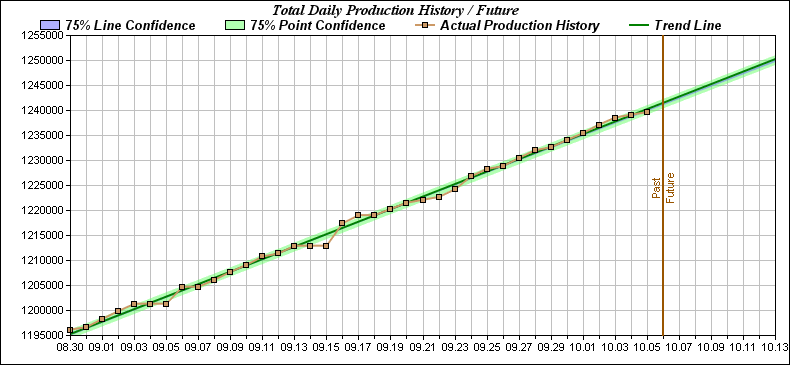 Total Daily Production History / Future
75% Line Confidence 75% Point Confidence Actual Production History Trend Line
1255000
1250000
1245000
1240000
1235000
1230000
1225000
1220000
1215000
1210000
1205000
1200000
1195000
Past
Future
08.30 09.01 09.03 09.05 09.07 09.09 09.11 09.13 09.15 09.17 09.19 09.21 09.23 09.25 09.27 09.29 10.01 10.03 10.05 10.07 10.09 10.11 10.13